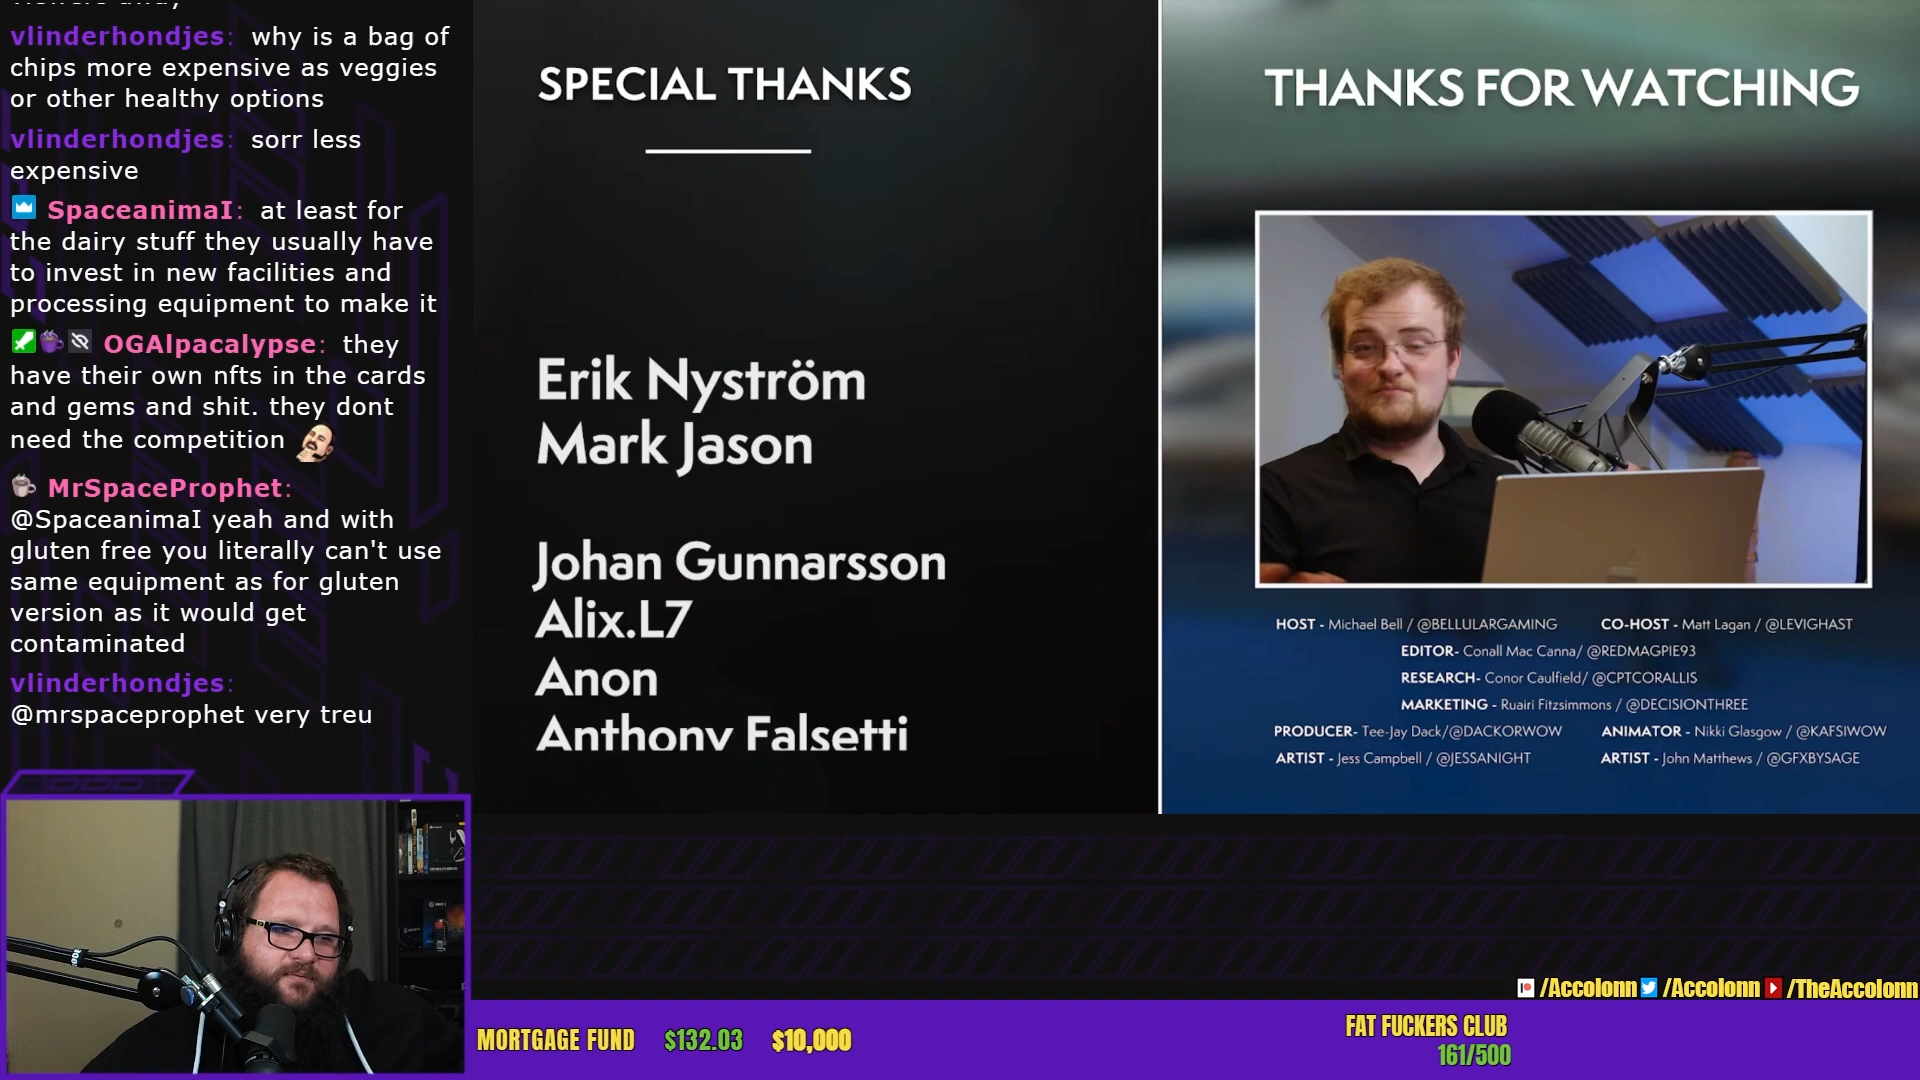 vlinderhondjes: why is a bag of
chips more expensive as veggies
or other healthy options
vlinderhondjes: sorr less
expensive
SpaceanimaI: at least for
the dairy stuff they usually have
to invest in new facilities and
processing equipment to make it
OGAlpacalypse: they
have their own nfts in the cards
and gems and shit. they dont
need the competition
MrSpaceProphet:
@SpaceanimaI yeah and with
gluten free you literally can't use
same equipment as for gluten
version as it would get
contaminated
vlinderhondjes:
@mrspaceprophet very treu
SPECIAL THANKS
Erik Nyström
Mark Jason
Johan Gunnarsson
Alix.L7
Anon
Anthony Falsetti
THANKS FOR WATCHING
HOST - Michael Bell / @BELLULARGAMING
CO-HOST - Matt Lagan / @LEVIGHAST
EDITOR- Conall Mac Canna/ @REDMAGPIE93
RESEARCH- Conor Caulfield/ @CPTCORALLIS
MARKETING - Ruairi Fitzsimmons / @DECISIONTHREE
PRODUCER- Tee-Jay Dack/@DACKORWOW
ANIMATOR - Nikki Glasgow / @KAFSIWOW
ARTIST - Jess Campbell / @JESSANIGHT
ARTIST - John Matthews / @GFXBYSAGE
/Accolonn /Accolonn /TheAccolonn
MORTGAGE FUND $132.03 $10,000
FAT FUCKERS CLUB
161/500